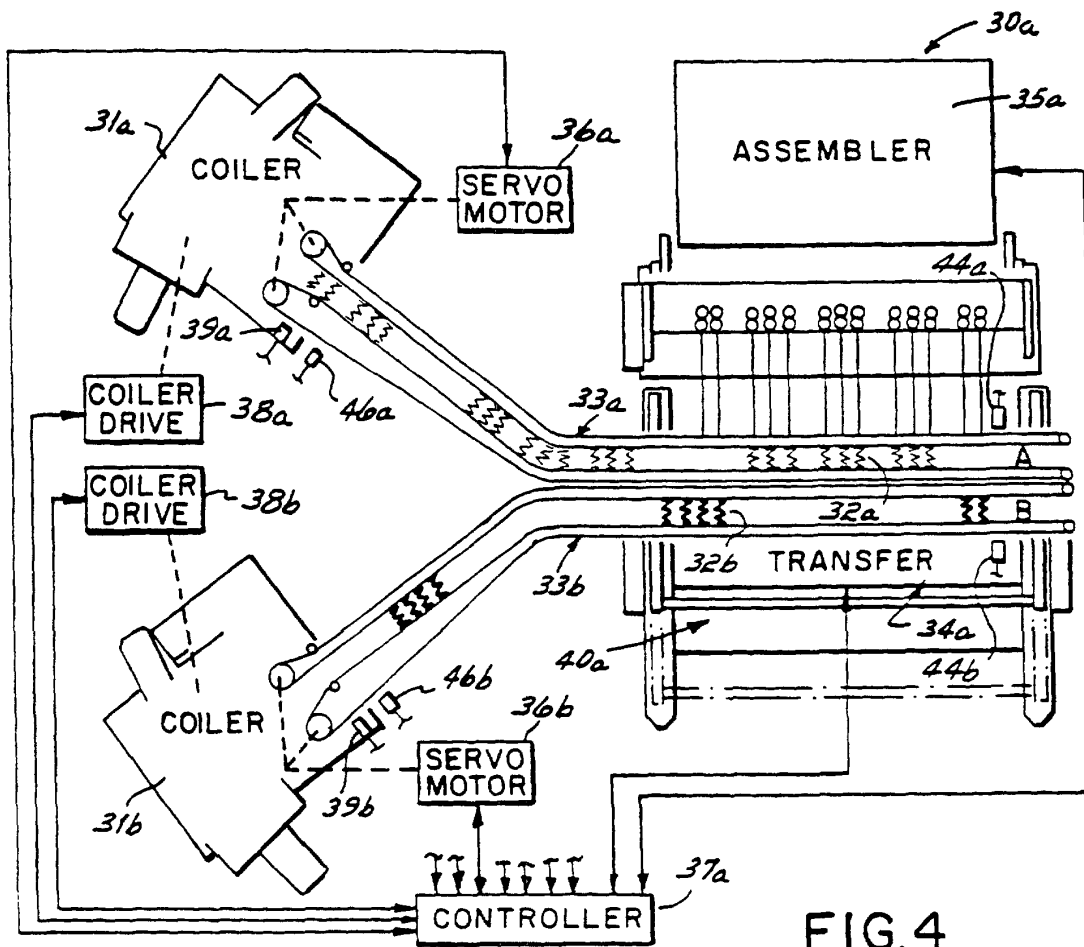 30a
35a
31a
COILER
36a
SERVO
MOTOR
ASSEMBLER
44a
39a
46a
COILER
DRIVE
38a
33a
A
COILER
DRIVE
38b
32a
B
32b
33b
TRANSFER
34a
40a
44b
46b
COILER
36b
SERVO
MOTOR
39b
31b
37a
CONTROLLER
FIG.4